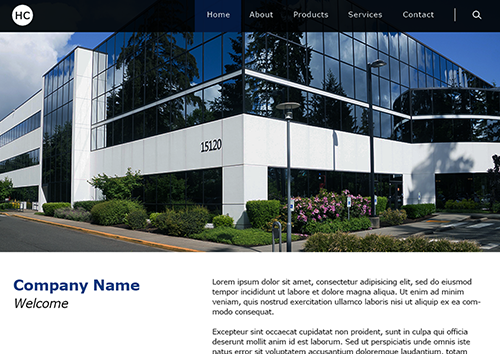 HC
Home About Products Services Contact
15120
Company Name
Welcome
Lorem ipsum dolor sit amet, consectetur adipisicing elit, sed do eiusmod
tempor incididunt ut labore et dolore magna aliqua. Ut enim ad minim
veniam, quis nostrud exercitation ullamco laboris nisi ut aliquip ex ea com-
modo consequat.
Excepteur sint occaecat cupidatat non proident, sunt in culpa qui officia
deserunt mollit anim id est laborum. Sed ut perspiciatis unde omnis iste
natus error sit voluptatem accusantium doloremque laudantium, totam